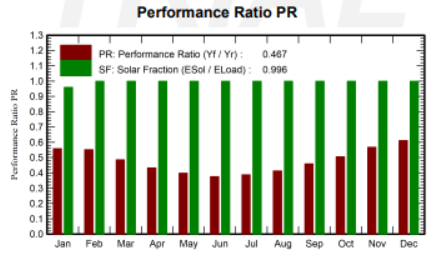 Performance Ratio PR
1.3
PR: Performance Ratio (Yf / Yr) : 0.467
1.2
1.1
SF: Solar Fraction (ESol / ELoad) : 0.996
1.0
0.9
0.8
0.7
0.6
0.5
0.4
0.3
0.2
0.1
0.0
Performance Ratio PR
Jan Feb Mar Apr May Jun Jul Aug Sep Oct Nov Dec